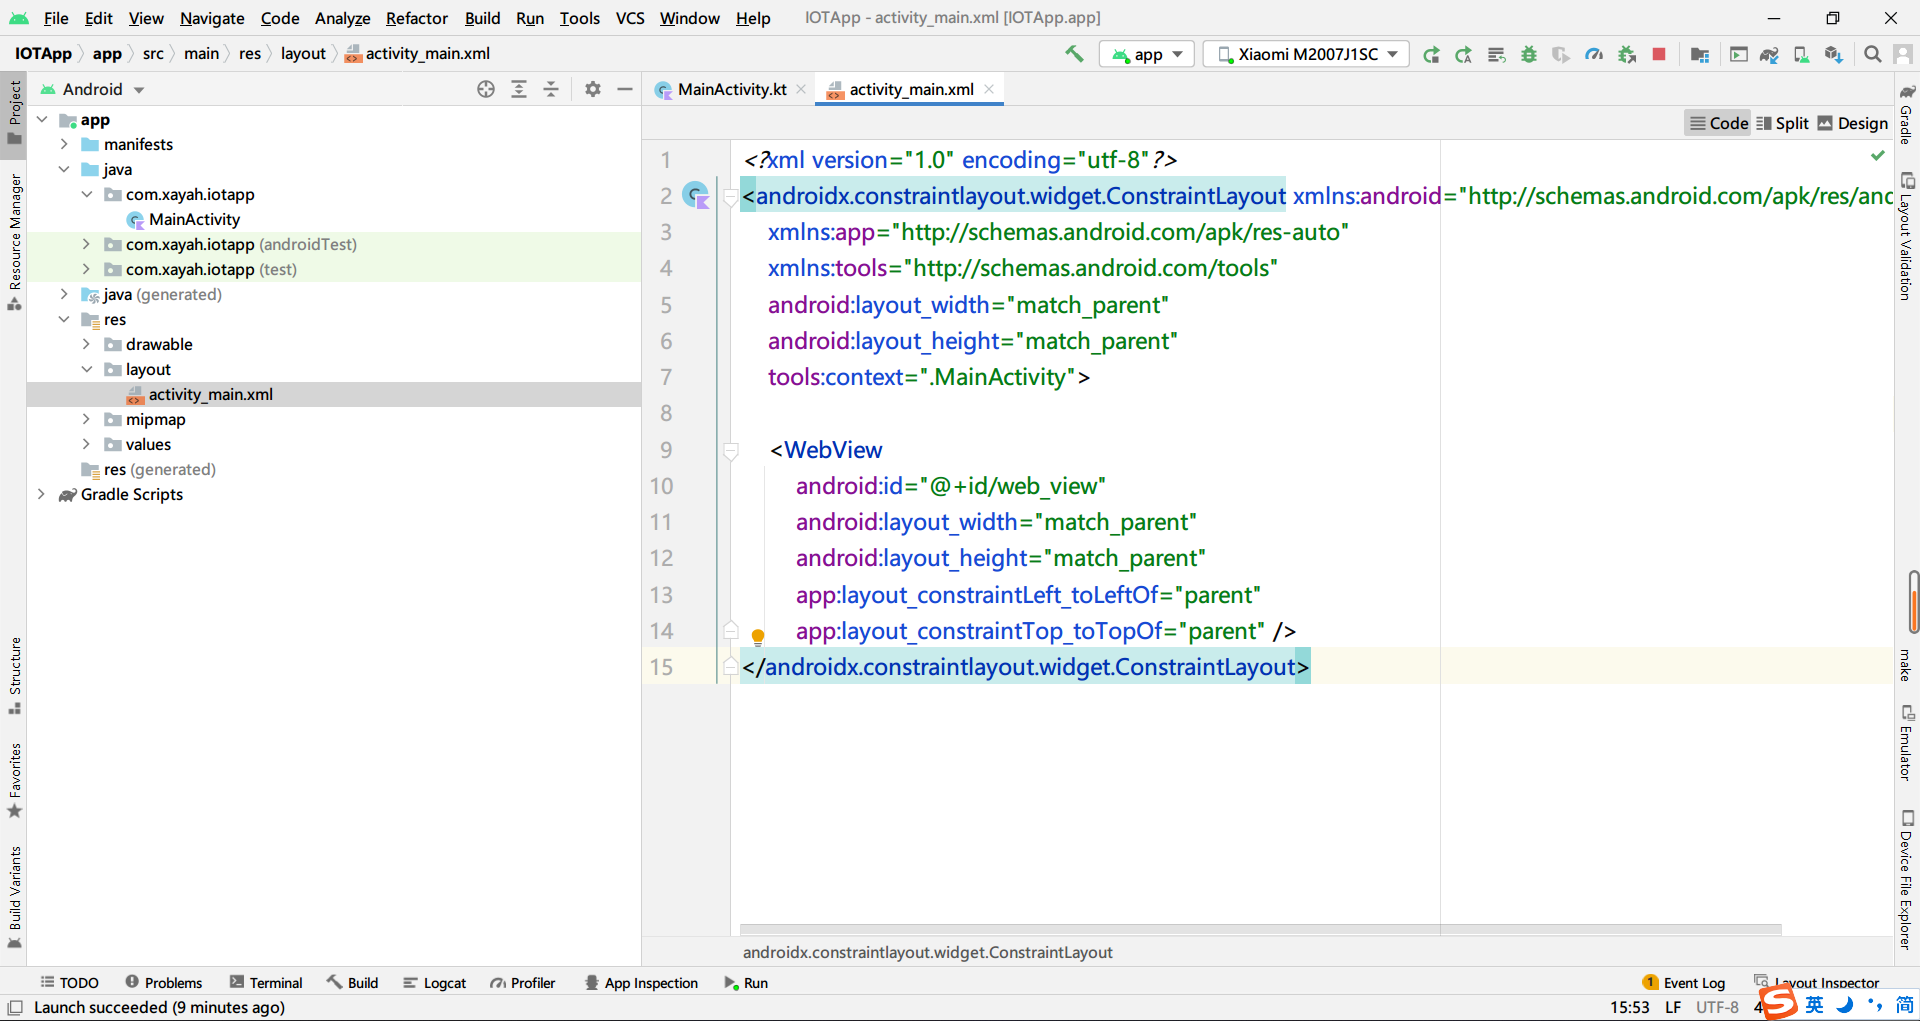 File Edit View Navigate Code Analyze Refactor Build Run Tools VCS Window Help IOTApp - activity_main.xml [IOTApp.app]
IOTApp app src main res layout activity_main.xml app Xiaomi M2007J1SC
Project
Resource Manager
Structure
Favorites
Build Variants
Android
app
manifests
java
com.xayah.iotapp
MainActivity
com.xayah.iotapp (androidTest)
com.xayah.iotapp (test)
java (generated)
res
drawable
layout
activity_main.xml
mipmap
values
res (generated)
Gradle Scripts
MainActivity.kt activity_main.xml
Code Split Design
1 <?xml version="1.0" encoding="utf-8"?>
2 <androidx.constraintlayout.widget.ConstraintLayout xmlns:android="http://schemas.android.com/apk/res/and
3 xmlns:app="http://schemas.android.com/apk/res-auto"
4 xmlns:tools="http://schemas.android.com/tools"
5 android:layout_width="match_parent"
6 android:layout_height="match_parent"
7 tools:context=".MainActivity">
8
9 <WebView
10 android:id="@+id/web_view"
11 android:layout_width="match_parent"
12 android:layout_height="match_parent"
13 app:layout_constraintLeft_toLeftOf="parent"
14 app:layout_constraintTop_toTopOf="parent" />
15 </androidx.constraintlayout.widget.ConstraintLayout>
androidx.constraintlayout.widget.ConstraintLayout
Gradle
Layout Validation
make
Emulator
Device File Explorer
TODO Problems Terminal Build Logcat Profiler App Inspection Run 1 Event Log Layout Inspector
Launch succeeded (9 minutes ago) 15:53 LF UTF-8 4 S 英 简